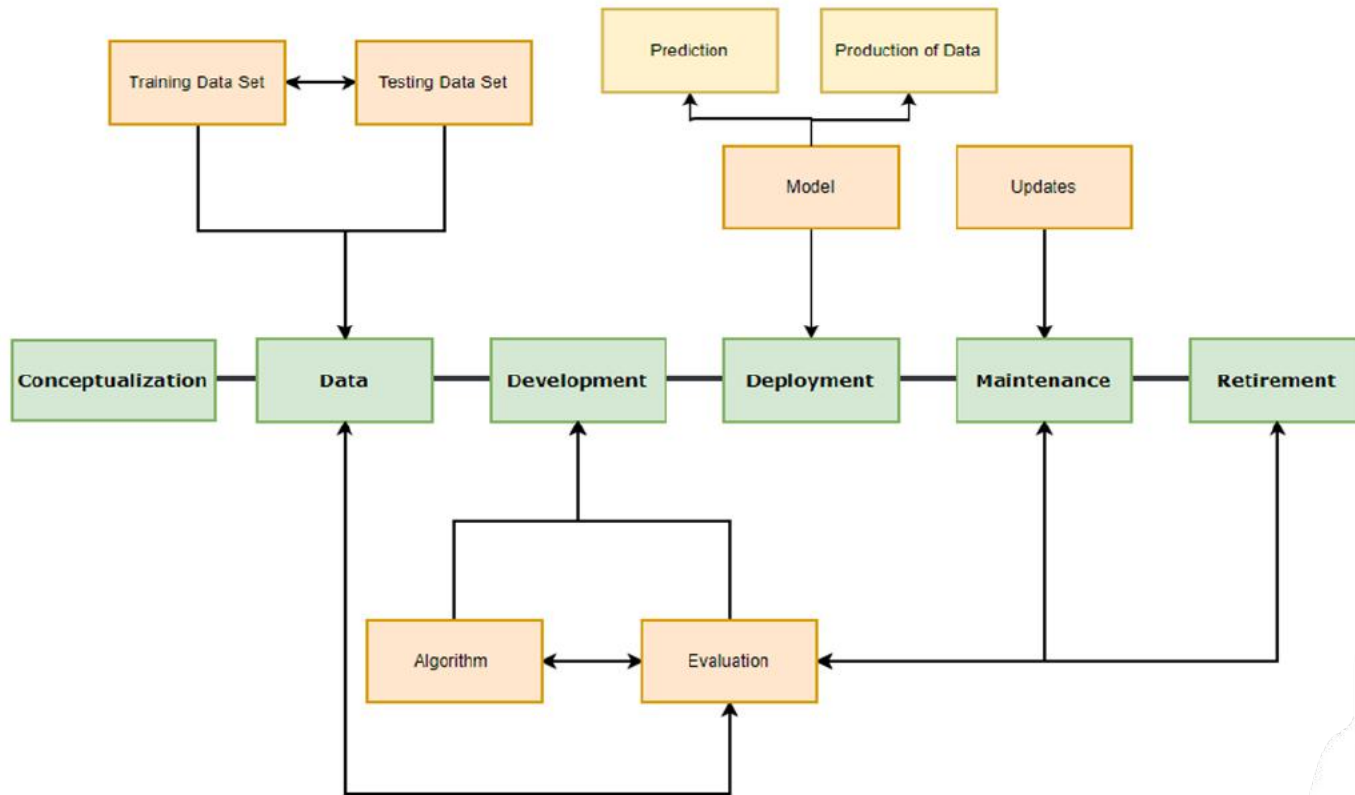 Prediction
Production of Data
Training Data Set
Testing Data Set
Model
Updates
Conceptualization
Data
Development
Deployment
Maintenance
Retirement
Algorithm
Evaluation